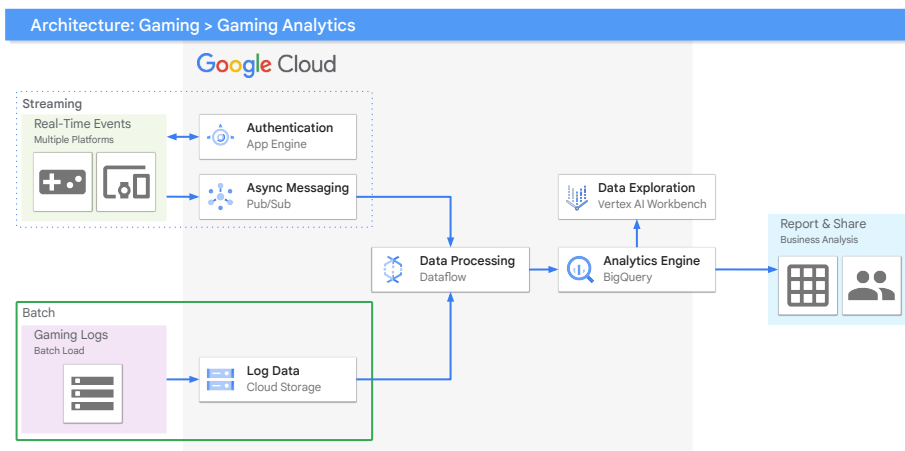 Architecture: Gaming > Gaming Analytics
Google Cloud
Streaming
Real-Time Events
Multiple Platforms
Authentication
App Engine
Async Messaging
Pub/Sub
Data Exploration
Vertex AI Workbench
Report & Share
Business Analysis
Data Processing
Dataflow
Analytics Engine
BigQuery
Batch
Gaming Logs
Batch Load
Log Data
Cloud Storage